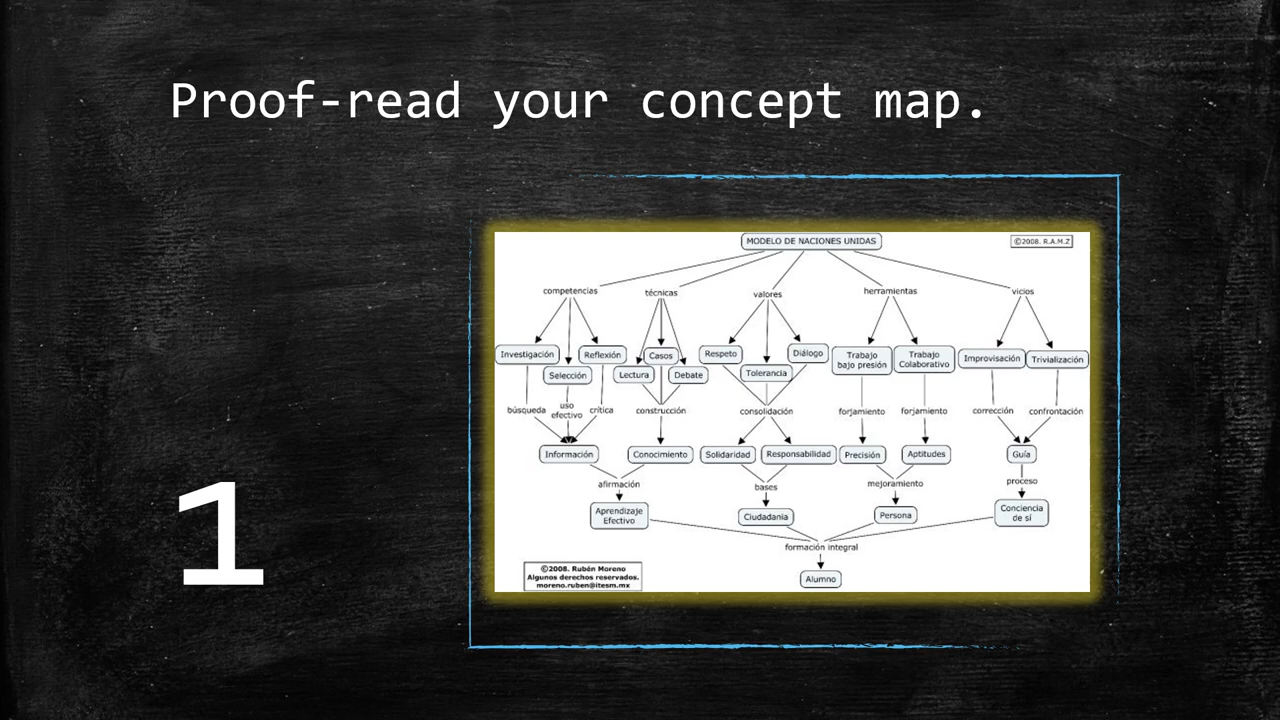 Proof-read your concept map.
1
MODELO DE NACIONES UNIDAS
©2008. R.A.M.Z
competencias
técnicas
valores
herramientas
vicios
Investigación
Reflexión
Selección
Casos
Lectura
Debate
Respeto
Diálogo
Tolerancia
Trabajo
bajo presión
Trabajo
Colaborativo
Improvisación
Trivialización
búsqueda
uso
efectivo
crítica
construcción
consolidación
forjamiento
forjamiento
corrección
confrontación
Información
Conocimiento
Solidaridad
Responsabilidad
Precisión
Aptitudes
Guía
afirmación
bases
mejoramiento
proceso
Aprendizaje
Efectivo
Ciudadania
Persona
Conciencia
de sí
formación integral
Alumno
©2008. Rubén Moreno
Algunos derechos reservados.
moreno.ruben@itesm.mx